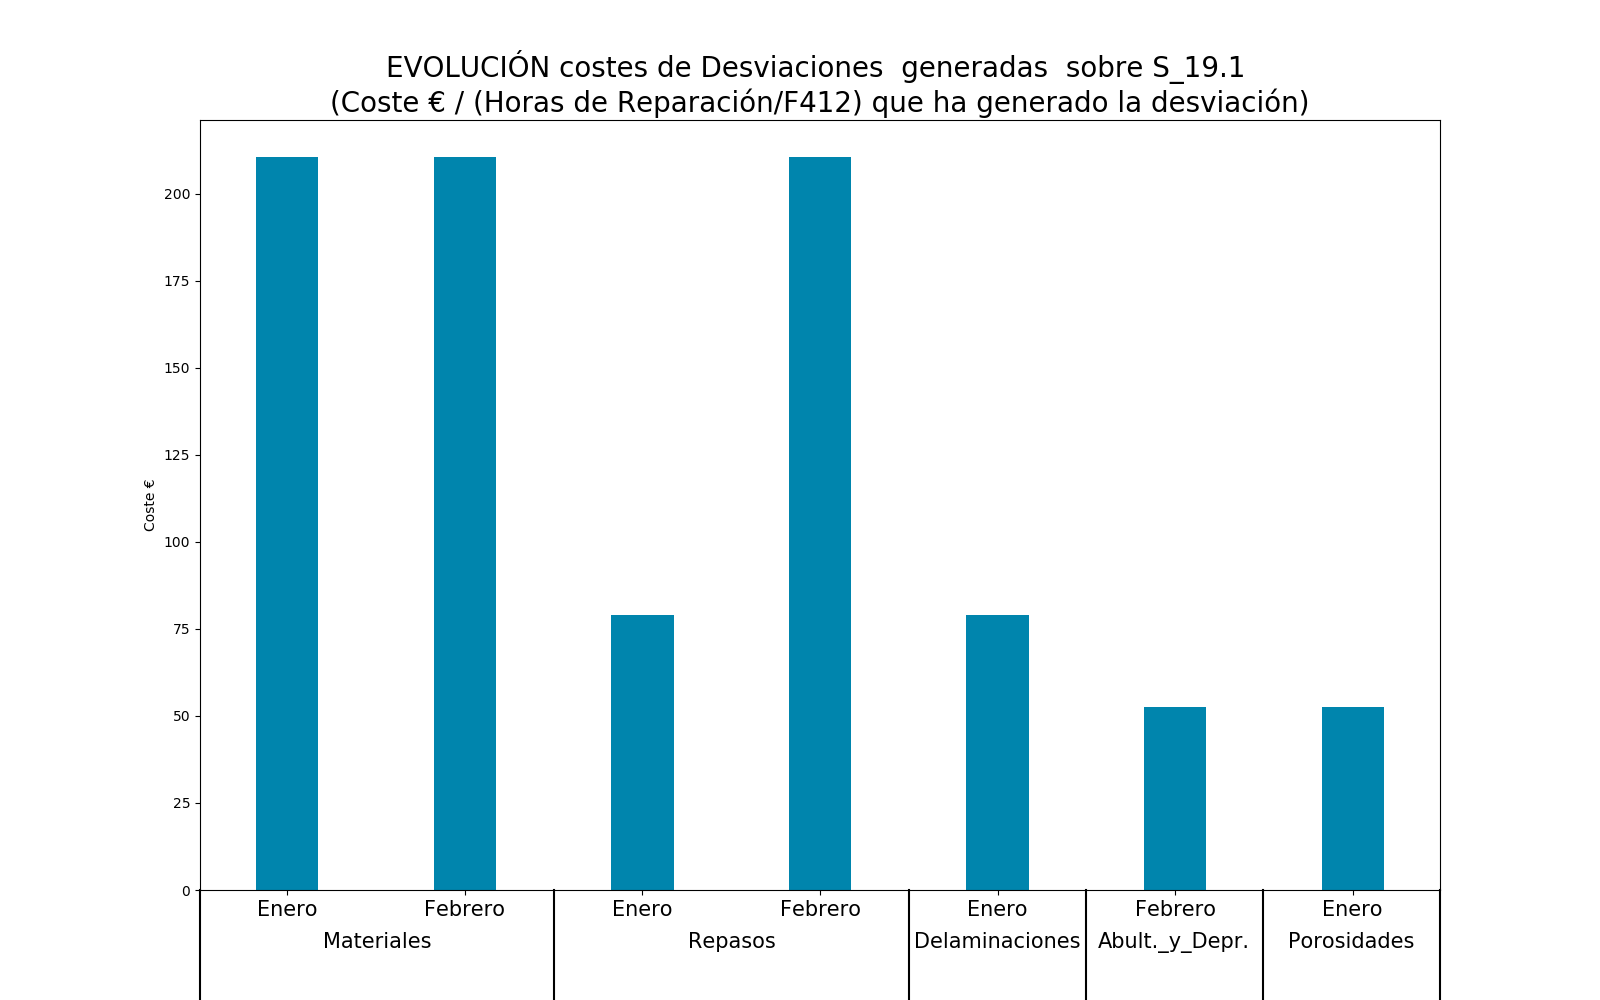 EVOLUCIÓN costes de Desviaciones  generadas  sobre S_19.1
(Coste € / (Horas de Reparación/F412) que ha generado la desviación)
200
175
150
125
100
75
50
25
0
Coste €
Enero Febrero Enero Febrero Enero Febrero Enero
Materiales Repasos Delaminaciones Abult._y_Depr. Porosidades